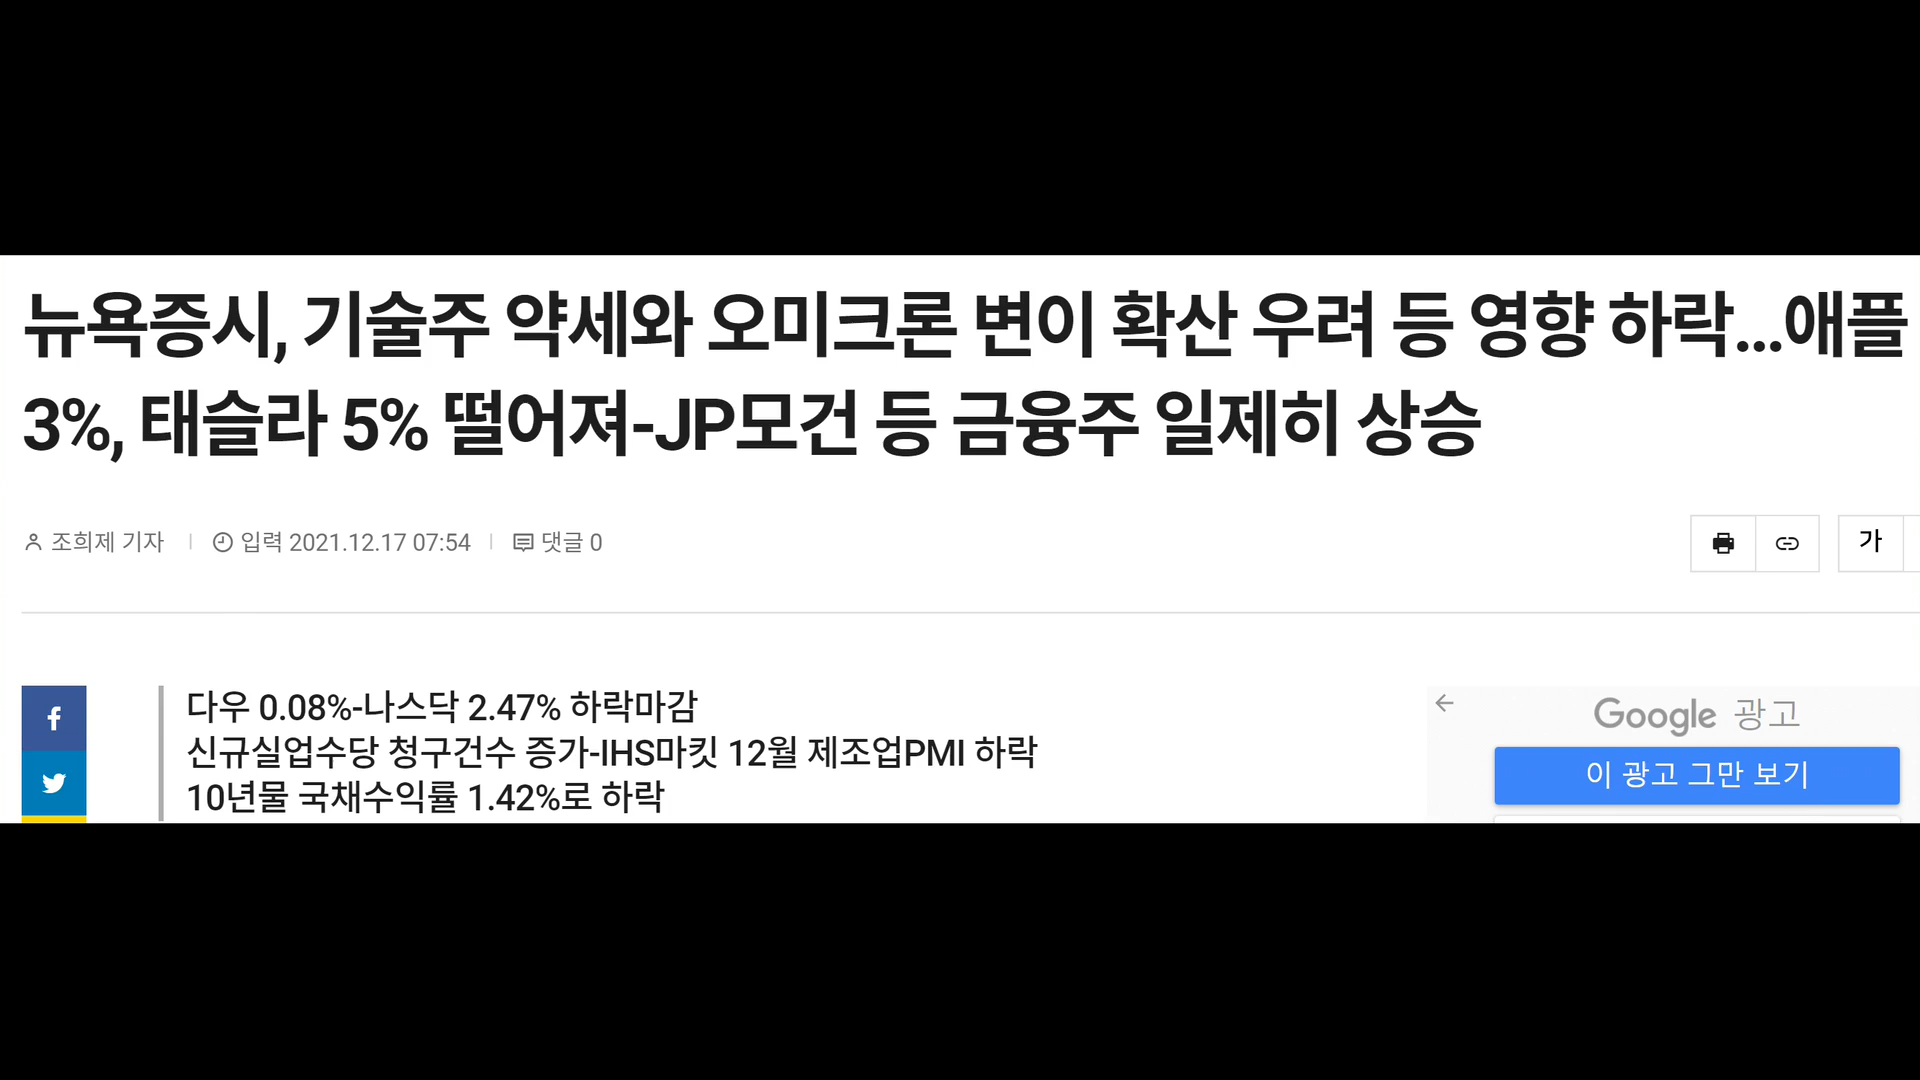 뉴욕증시, 기술주 약세와 오미크론 변이 확산 우려 등 영향 하락...애플
3%, 태슬라 5% 떨어져-JP모건 등 금융주 일제히 상승
조희제 기자 입력 2021.12.17 07:54 댓글 0
가
다우 0.08%-나스닥 2.47% 하락마감
신규실업수당 청구건수 증가-IHS마킷 12월 제조업PMI 하락
10년물 국채수익률 1.42%로 하락
Google 광고
이 광고 그만 보기